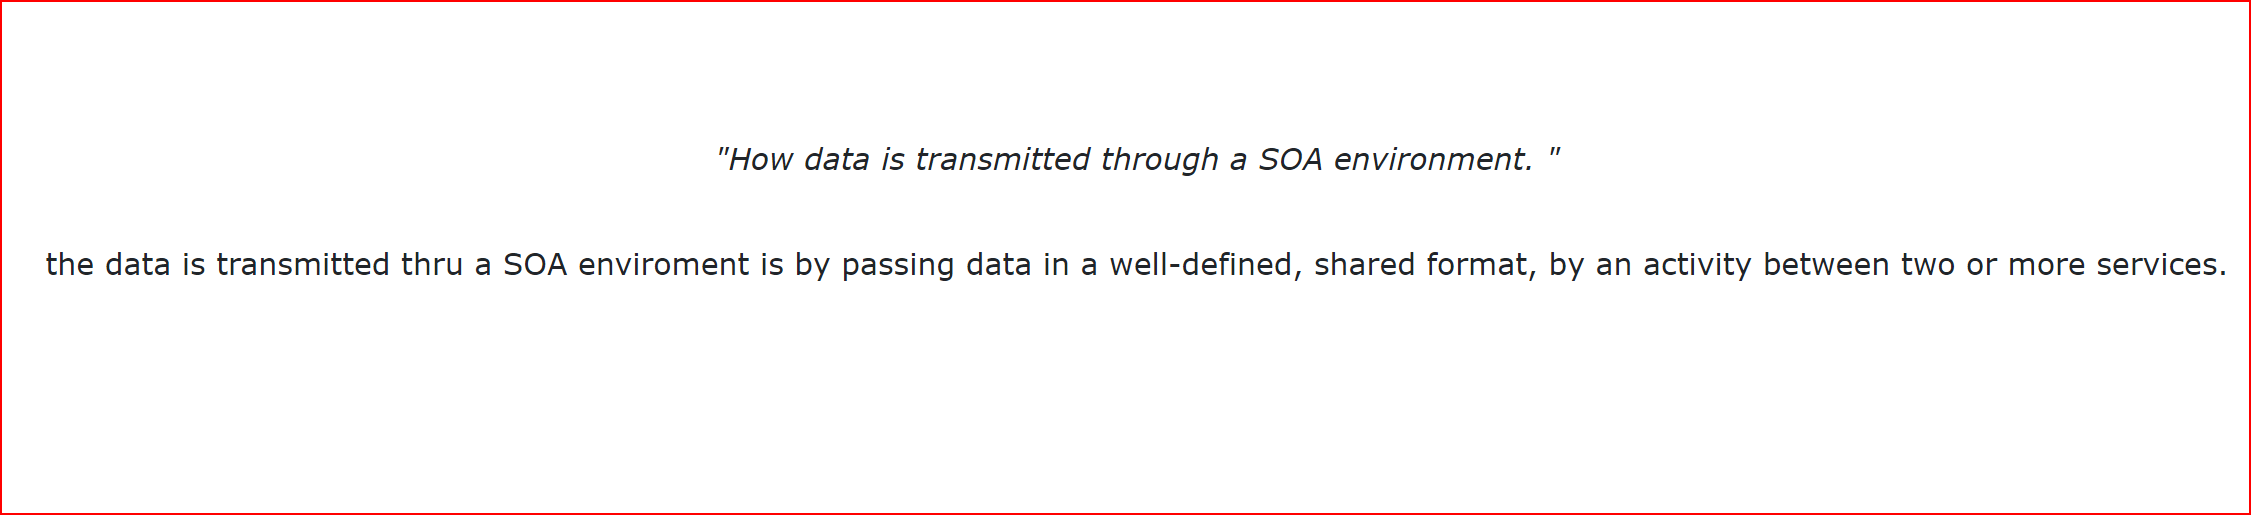 "How data is transmitted through a SOA environment. "
the data is transmitted thru a SOA enviroment is by passing data in a well-defined, shared format, by an activity between two or more services.